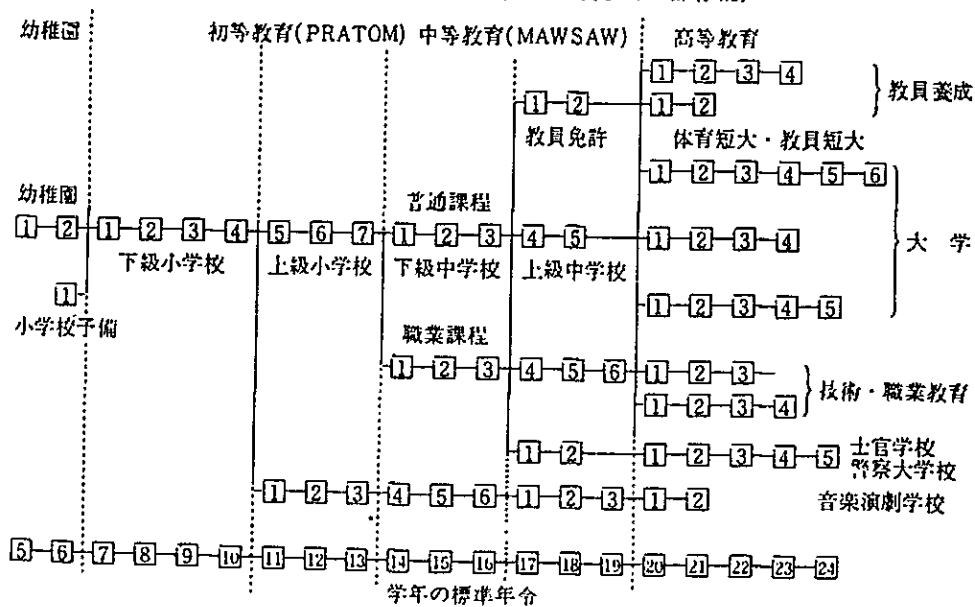 幼稚園 初等教育(PRATOM) 中等教育(MAWSAW) 高等教育
1 2 3 4
1 2 1 2 }教員養成
教員免許 体育短大・教員短大
1 2 3 4 5 6
幼稚園 普通課程
1 2 1 2 3 4 5 6 7 1 2 3 4 5 1 2 3 4 }大 学
下級小学校 上級小学校 下級中学校 上級中学校
1 1 2 3 4 5
小学校予備
職業課程
1 2 3 4 5 6 1 2 3 }技術・職業教育
1 2 3 4
1 2 1 2 3 4 5 士官学校
警察大学校
1 2 3 4 5 6 1 2 3 1 2 音楽演劇学校
5 6 7 8 9 10 11 12 13 14 15 16 17 18 19 20 21 22 23 24
学年の標準年令